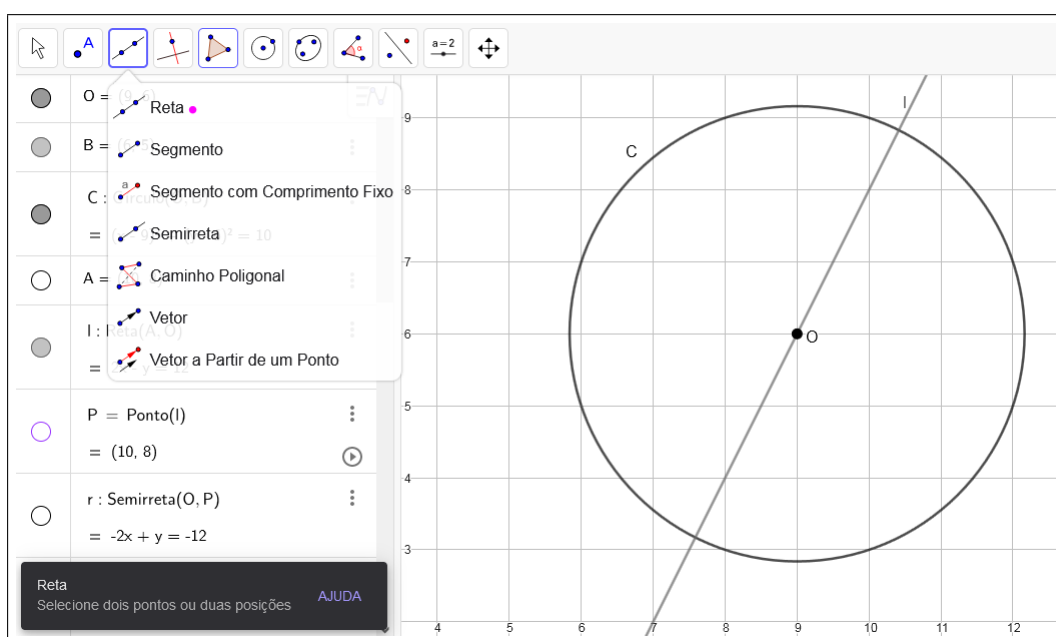 A
α
a=2
O = (9, 6)
Reta
B =
Segmento
a
C :
Segmento com Comprimento Fixo
= )² = 10
Semirreta
A =
Caminho Poligonal
Vetor
l : Reta(A, O)
= y = 12
Vetor a Partir de um Ponto
P = Ponto(l)
= (10, 8)
r : Semirreta(O, P)
= -2x + y = -12
Reta
Selecione dois pontos ou duas posições
AJUDA
l
C
O
9
8
7
6
5
4
3
4
5
6
7
8
9
10
11
12